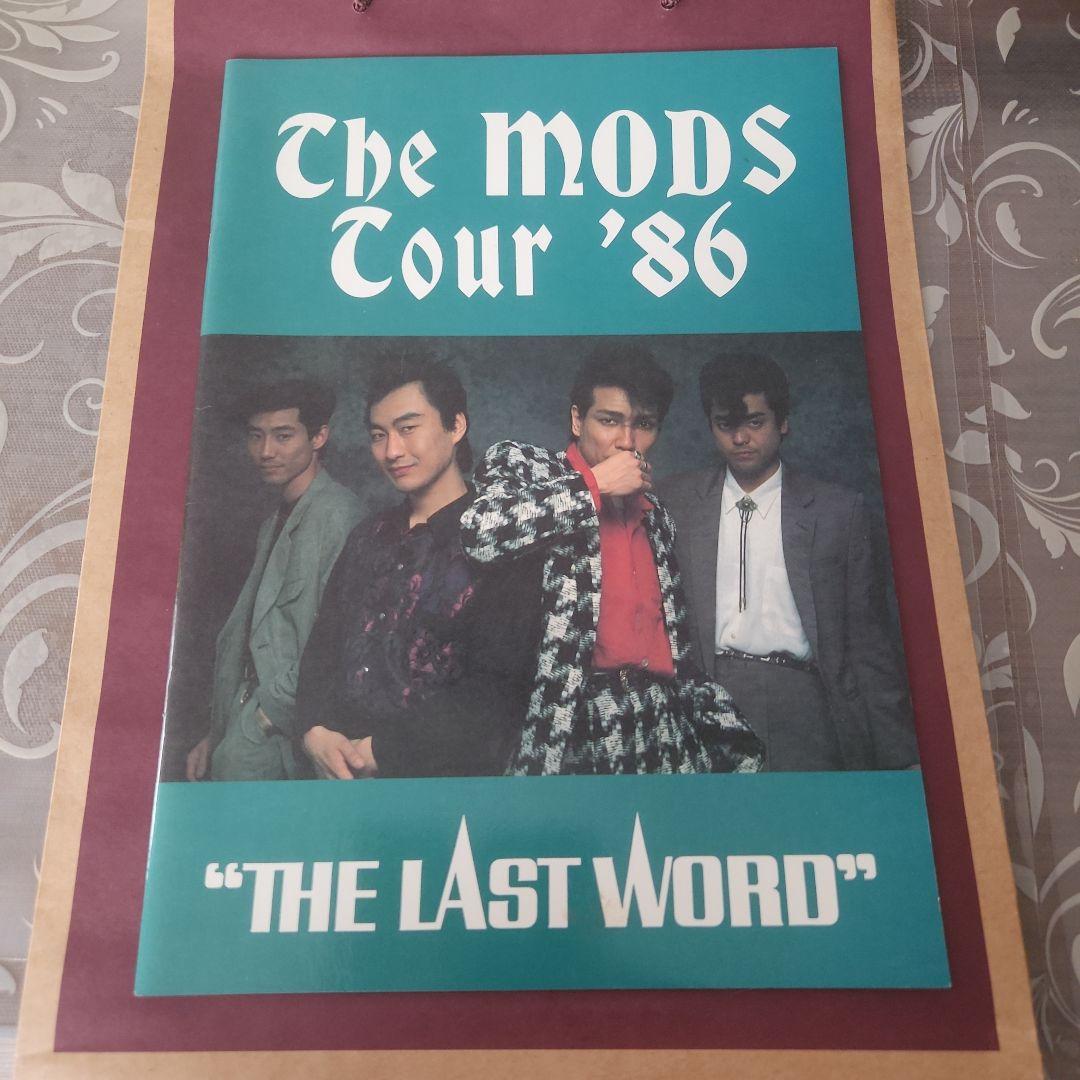 The MODS
Tour '86
“THE LAST WORD”